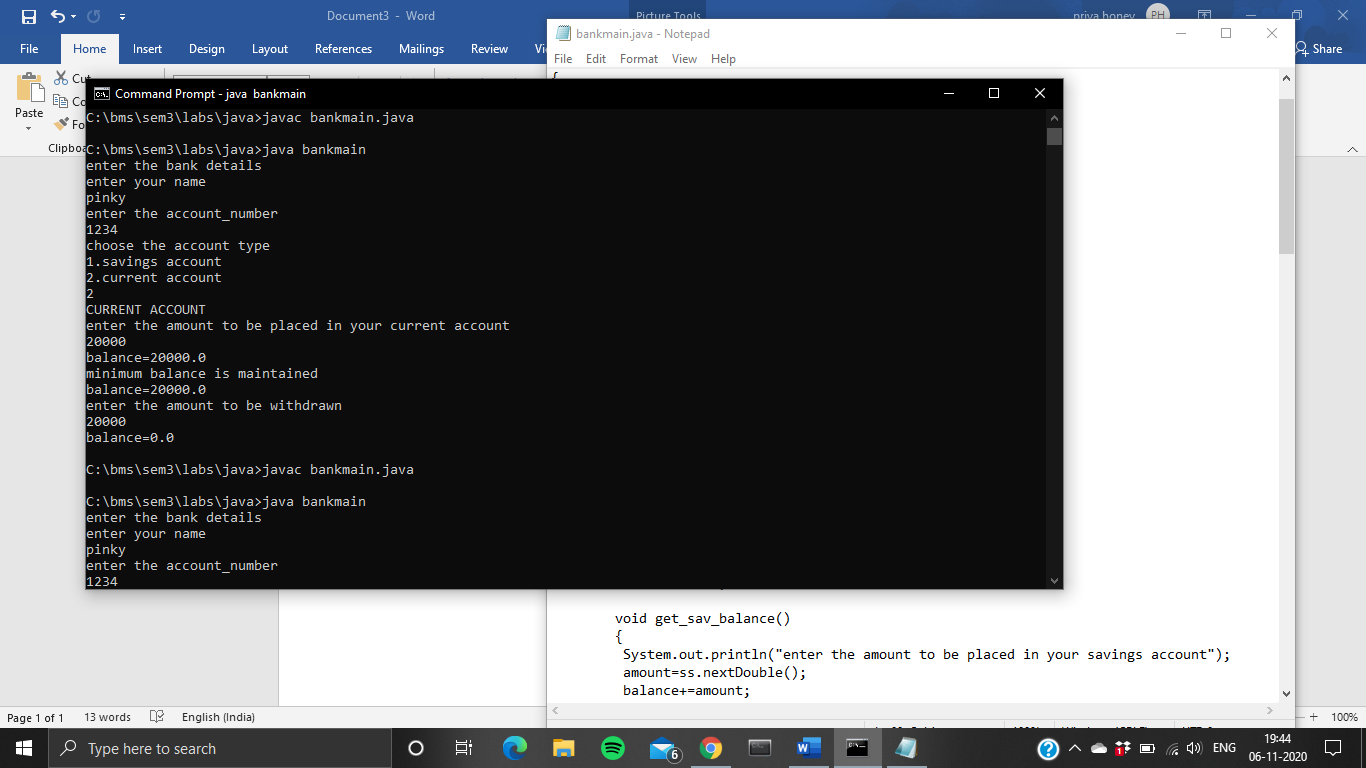 Document3 - Word
Picture Tools
priya honey
PH
File Home Insert Design Layout References Mailings Review
Share
bankmain.java - Notepad
File Edit Format View Help
{
Paste
Clipboa
Command Prompt - java bankmain
C:\bms\sem3\labs\java>javac bankmain.java
C:\bms\sem3\labs\java>java bankmain
enter the bank details
enter your name
pinky
enter the account_number
1234
choose the account type
1.savings account
2.current account
2
CURRENT ACCOUNT
enter the amount to be placed in your current account
20000
balance=20000.0
minimum balance is maintained
balance=20000.0
enter the amount to be withdrawn
20000
balance=0.0
C:\bms\sem3\labs\java>javac bankmain.java
C:\bms\sem3\labs\java>java bankmain
enter the bank details
enter your name
pinky
enter the account_number
1234
void get_sav_balance()
{
System.out.println("enter the amount to be placed in your savings account");
amount=ss.nextDouble();
balance+=amount;
Page 1 of 1 13 words English (India)
100%
Type here to search
6
1
ENG
19:44
06-11-2020